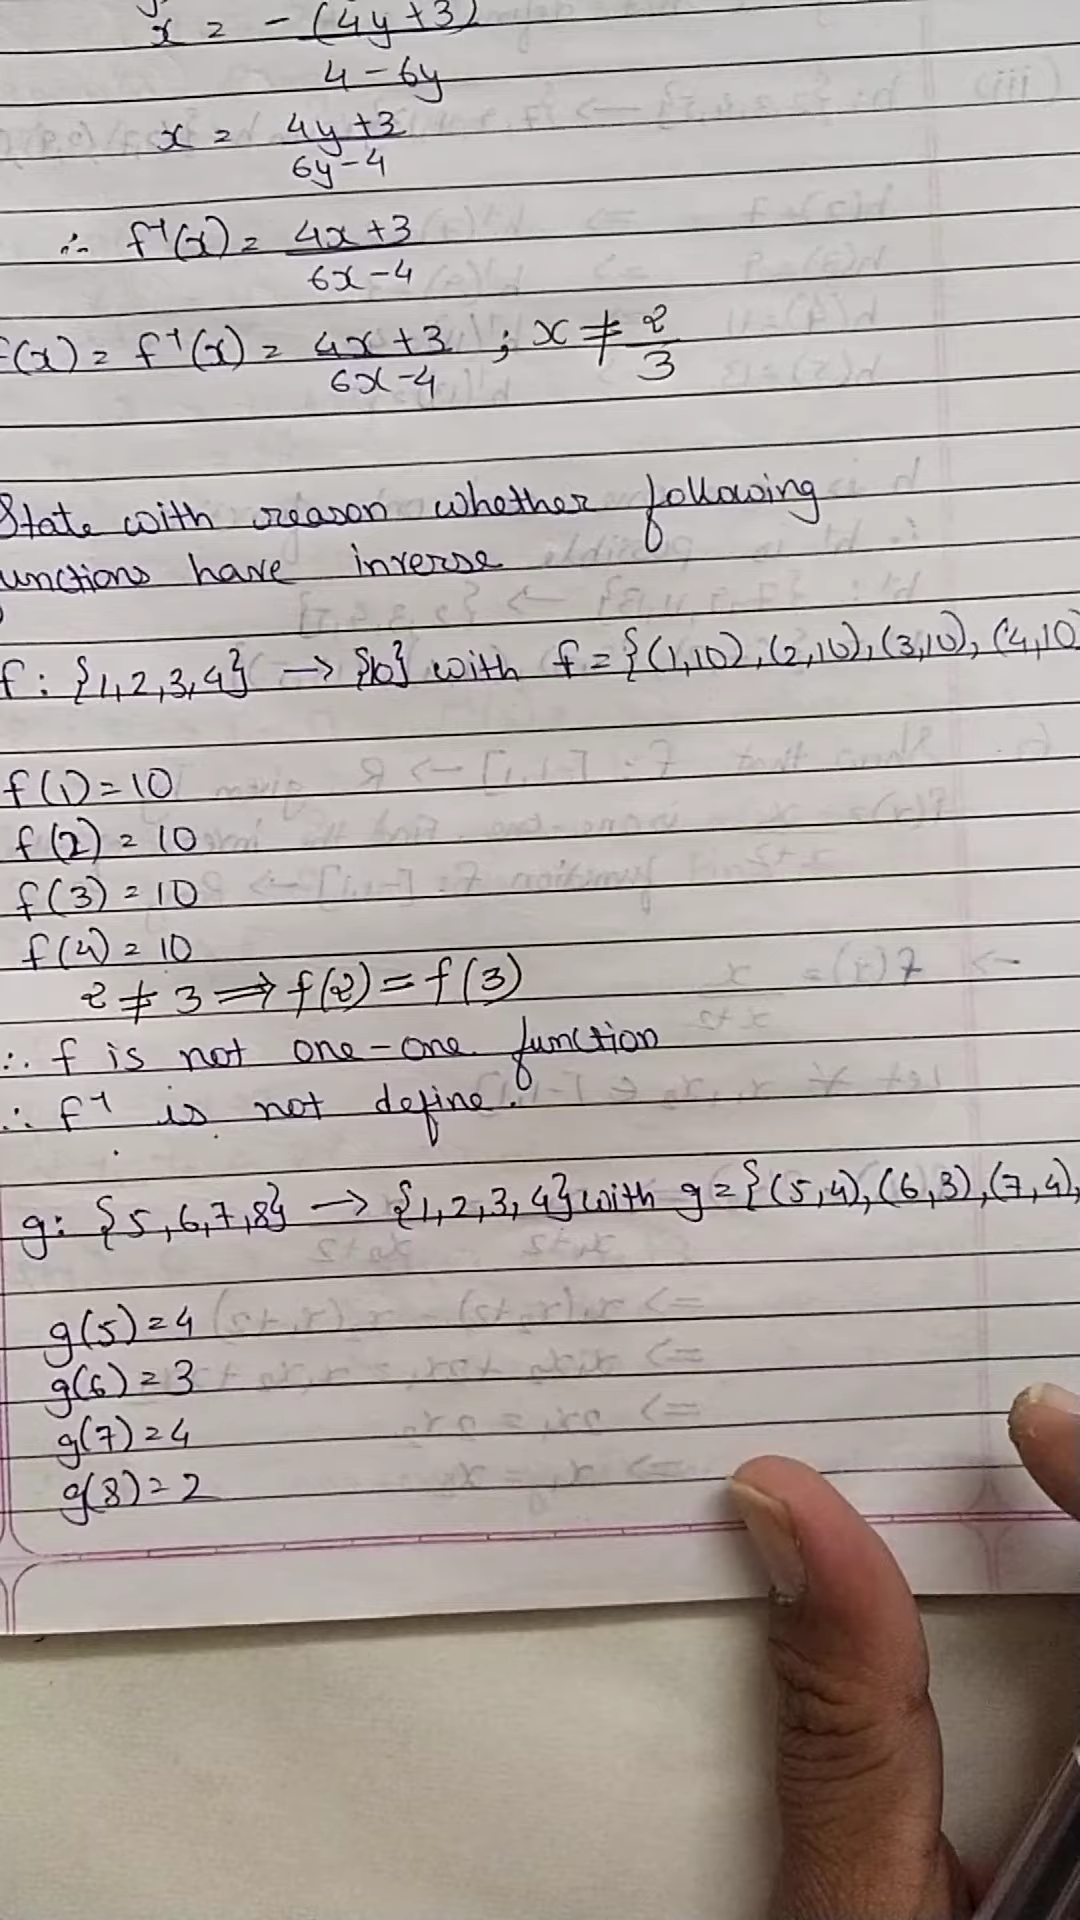 x = -(4y+3)
4-6y
x = 4y+3
6y-4
∴ f⁻¹(x) = 4x+3
6x-4
f(x) = f⁻¹(x) = 4x+3 ; x ≠ 2
6x-4 3
State with reason whether following
unctions have inverse
f: {1,2,3,4} → {10} with f = {(1,10),(2,10),(3,10),(4,10)
f(1) = 10
f(2) = 10
f(3) = 10
f(4) = 10
2 ≠ 3 ⟹ f(2) = f(3)
∴ f is not one-one function
∴ f⁻¹ is not define.
g: {5,6,7,8} → {1,2,3,4} with g = {(5,4),(6,3),(7,4),
g(5) = 4
g(6) = 3
g(7) = 4
g(8) = 2